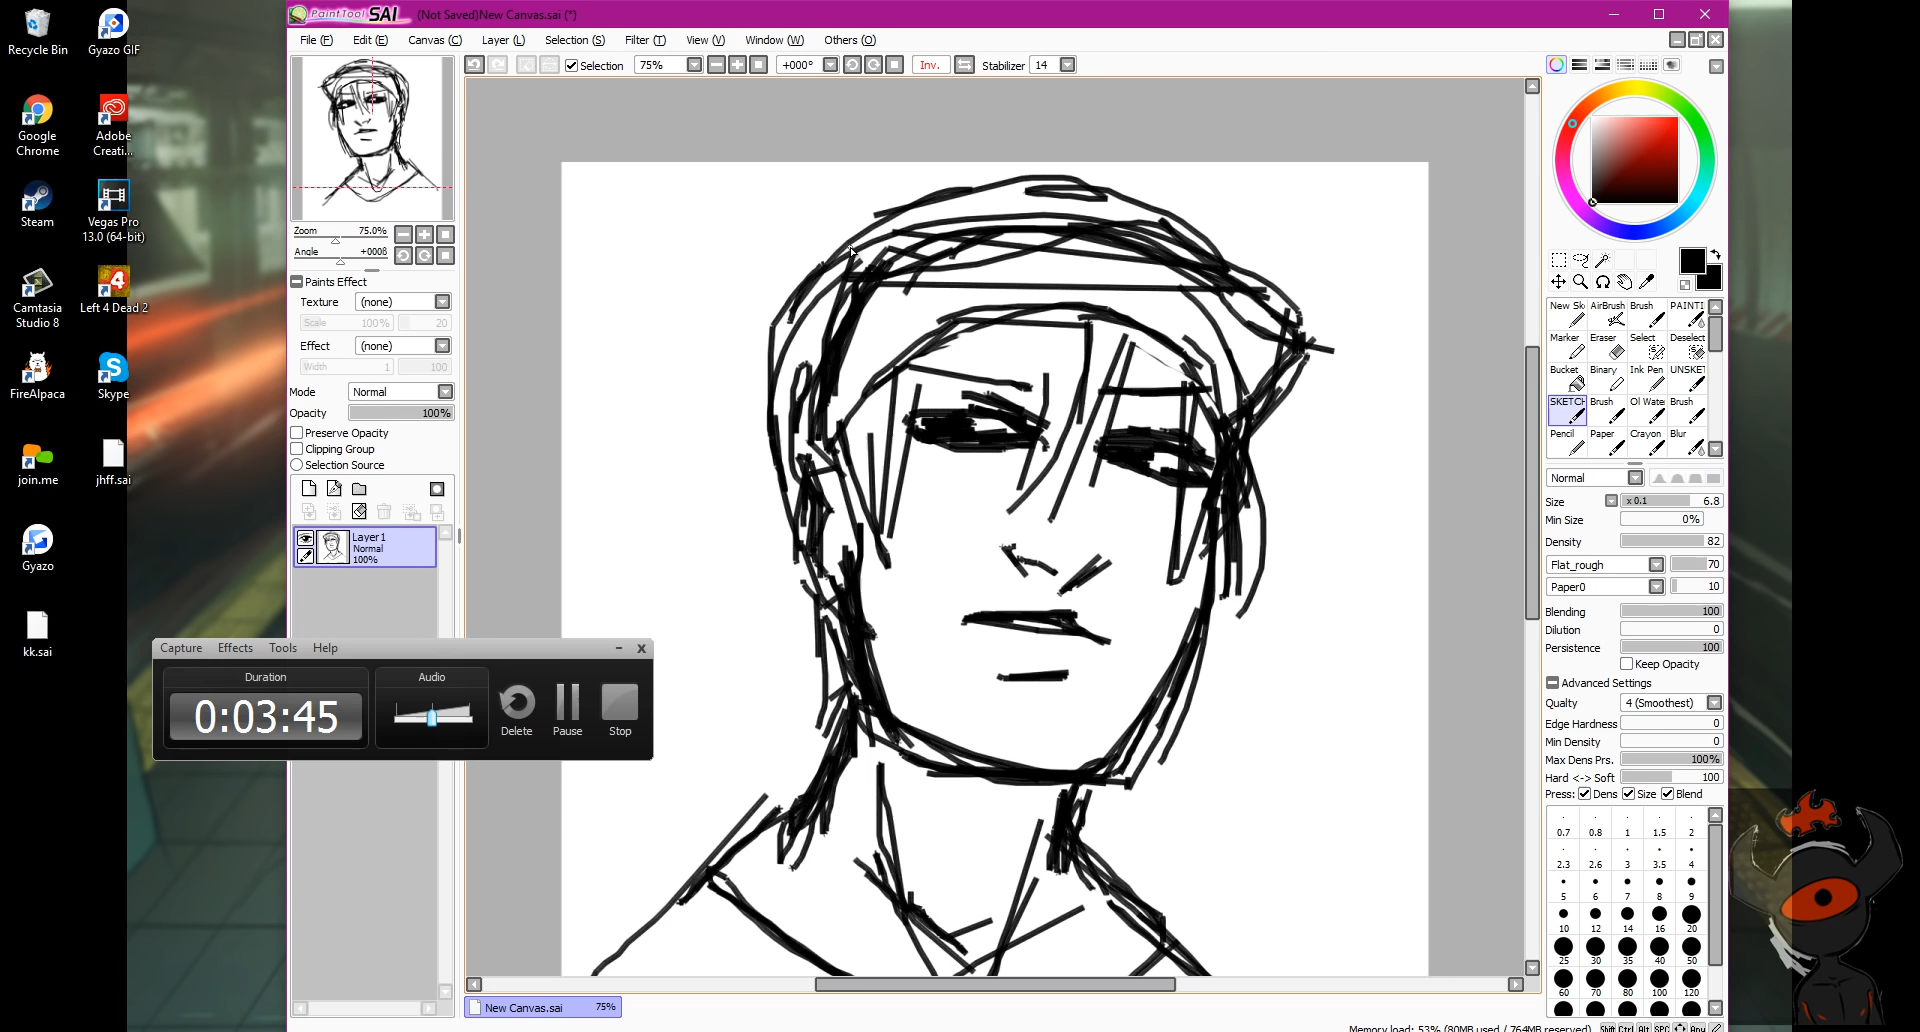 Recycle Bin
Gyazo GIF
Google Chrome
Adobe Creati...
Steam
Vegas Pro 13.0 (64-bit)
Camtasia Studio 8
Left 4 Dead 2
FireAlpaca
Skype
join.me
jhff.sai
Gyazo
kk.sai
PaintTool SAI (Not Saved)New Canvas.sai (*)
File (F) Edit (E) Canvas (C) Layer (L) Selection (S) Filter (T) View (V) Window (W) Others (O)
Selection 75% +000° Inv. Stabilizer 14
Zoom 75.0%
Angle +000θ
Paints Effect
Texture (none)
Scale 100% 20
Effect (none)
Width 1 100
Mode Normal
Opacity 100%
Preserve Opacity
Clipping Group
Selection Source
Layer1
Normal
100%
Capture Effects Tools Help
Duration Audio
0:03:45
Delete Pause Stop
New Sk AirBrush Brush PAINTI
Marker Eraser Select Deselect
Bucket Binary Ink Pen UNSKET
SKETCH Brush Ol Wate Brush
Pencil Paper Crayon Blur
Normal
Size x 0.1 6.8
Min Size 0%
Density 82
Flat_rough 70
Paper0 10
Blending 100
Dilution 0
Persistence 100
Keep Opacity
Advanced Settings
Qualty 4 (Smoothest)
Edge Hardness 0
Min Density 0
Max Dens Prs. 100%
Hard <-> Soft 100
Press: Dens Size Blend
0.7 0.8 1 1.5 2
2.3 2.6 3 3.5 4
5 6 7 8 9
10 12 14 16 20
25 30 35 40 50
60 70 80 100 120
New Canvas.sai 75%
Memory load: 53% (80MB used / 764MB reserved) Shift Ctrl Alt SPC Any